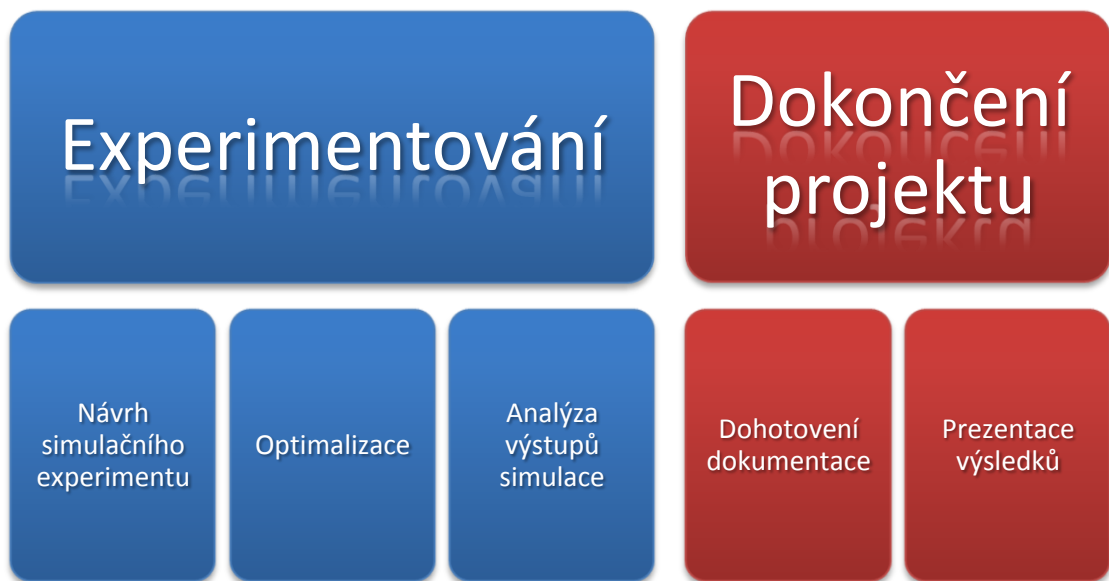 Experimentování
Dokončení
projektu
Návrh
simulačního
experimentu
Optimalizace
Analýza
výstupů
simulace
Dohotovení
dokumentace
Prezentace
výsledků